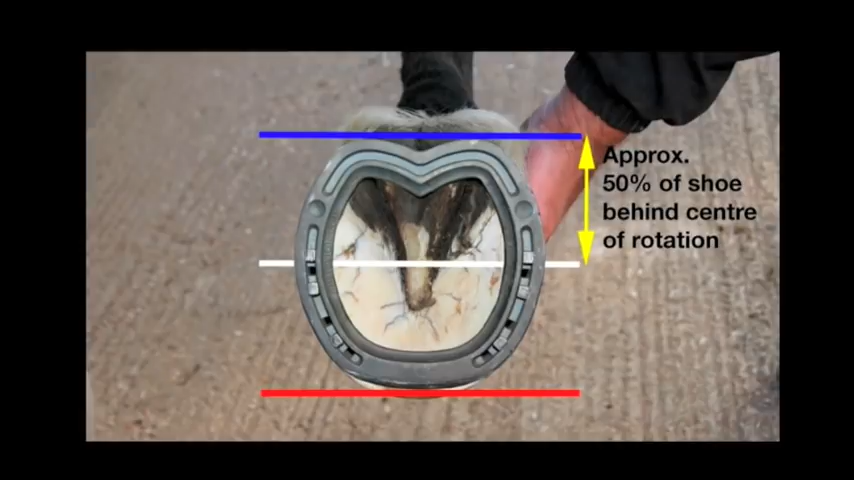 Approx.
50% of shoe
behind centre
of rotation